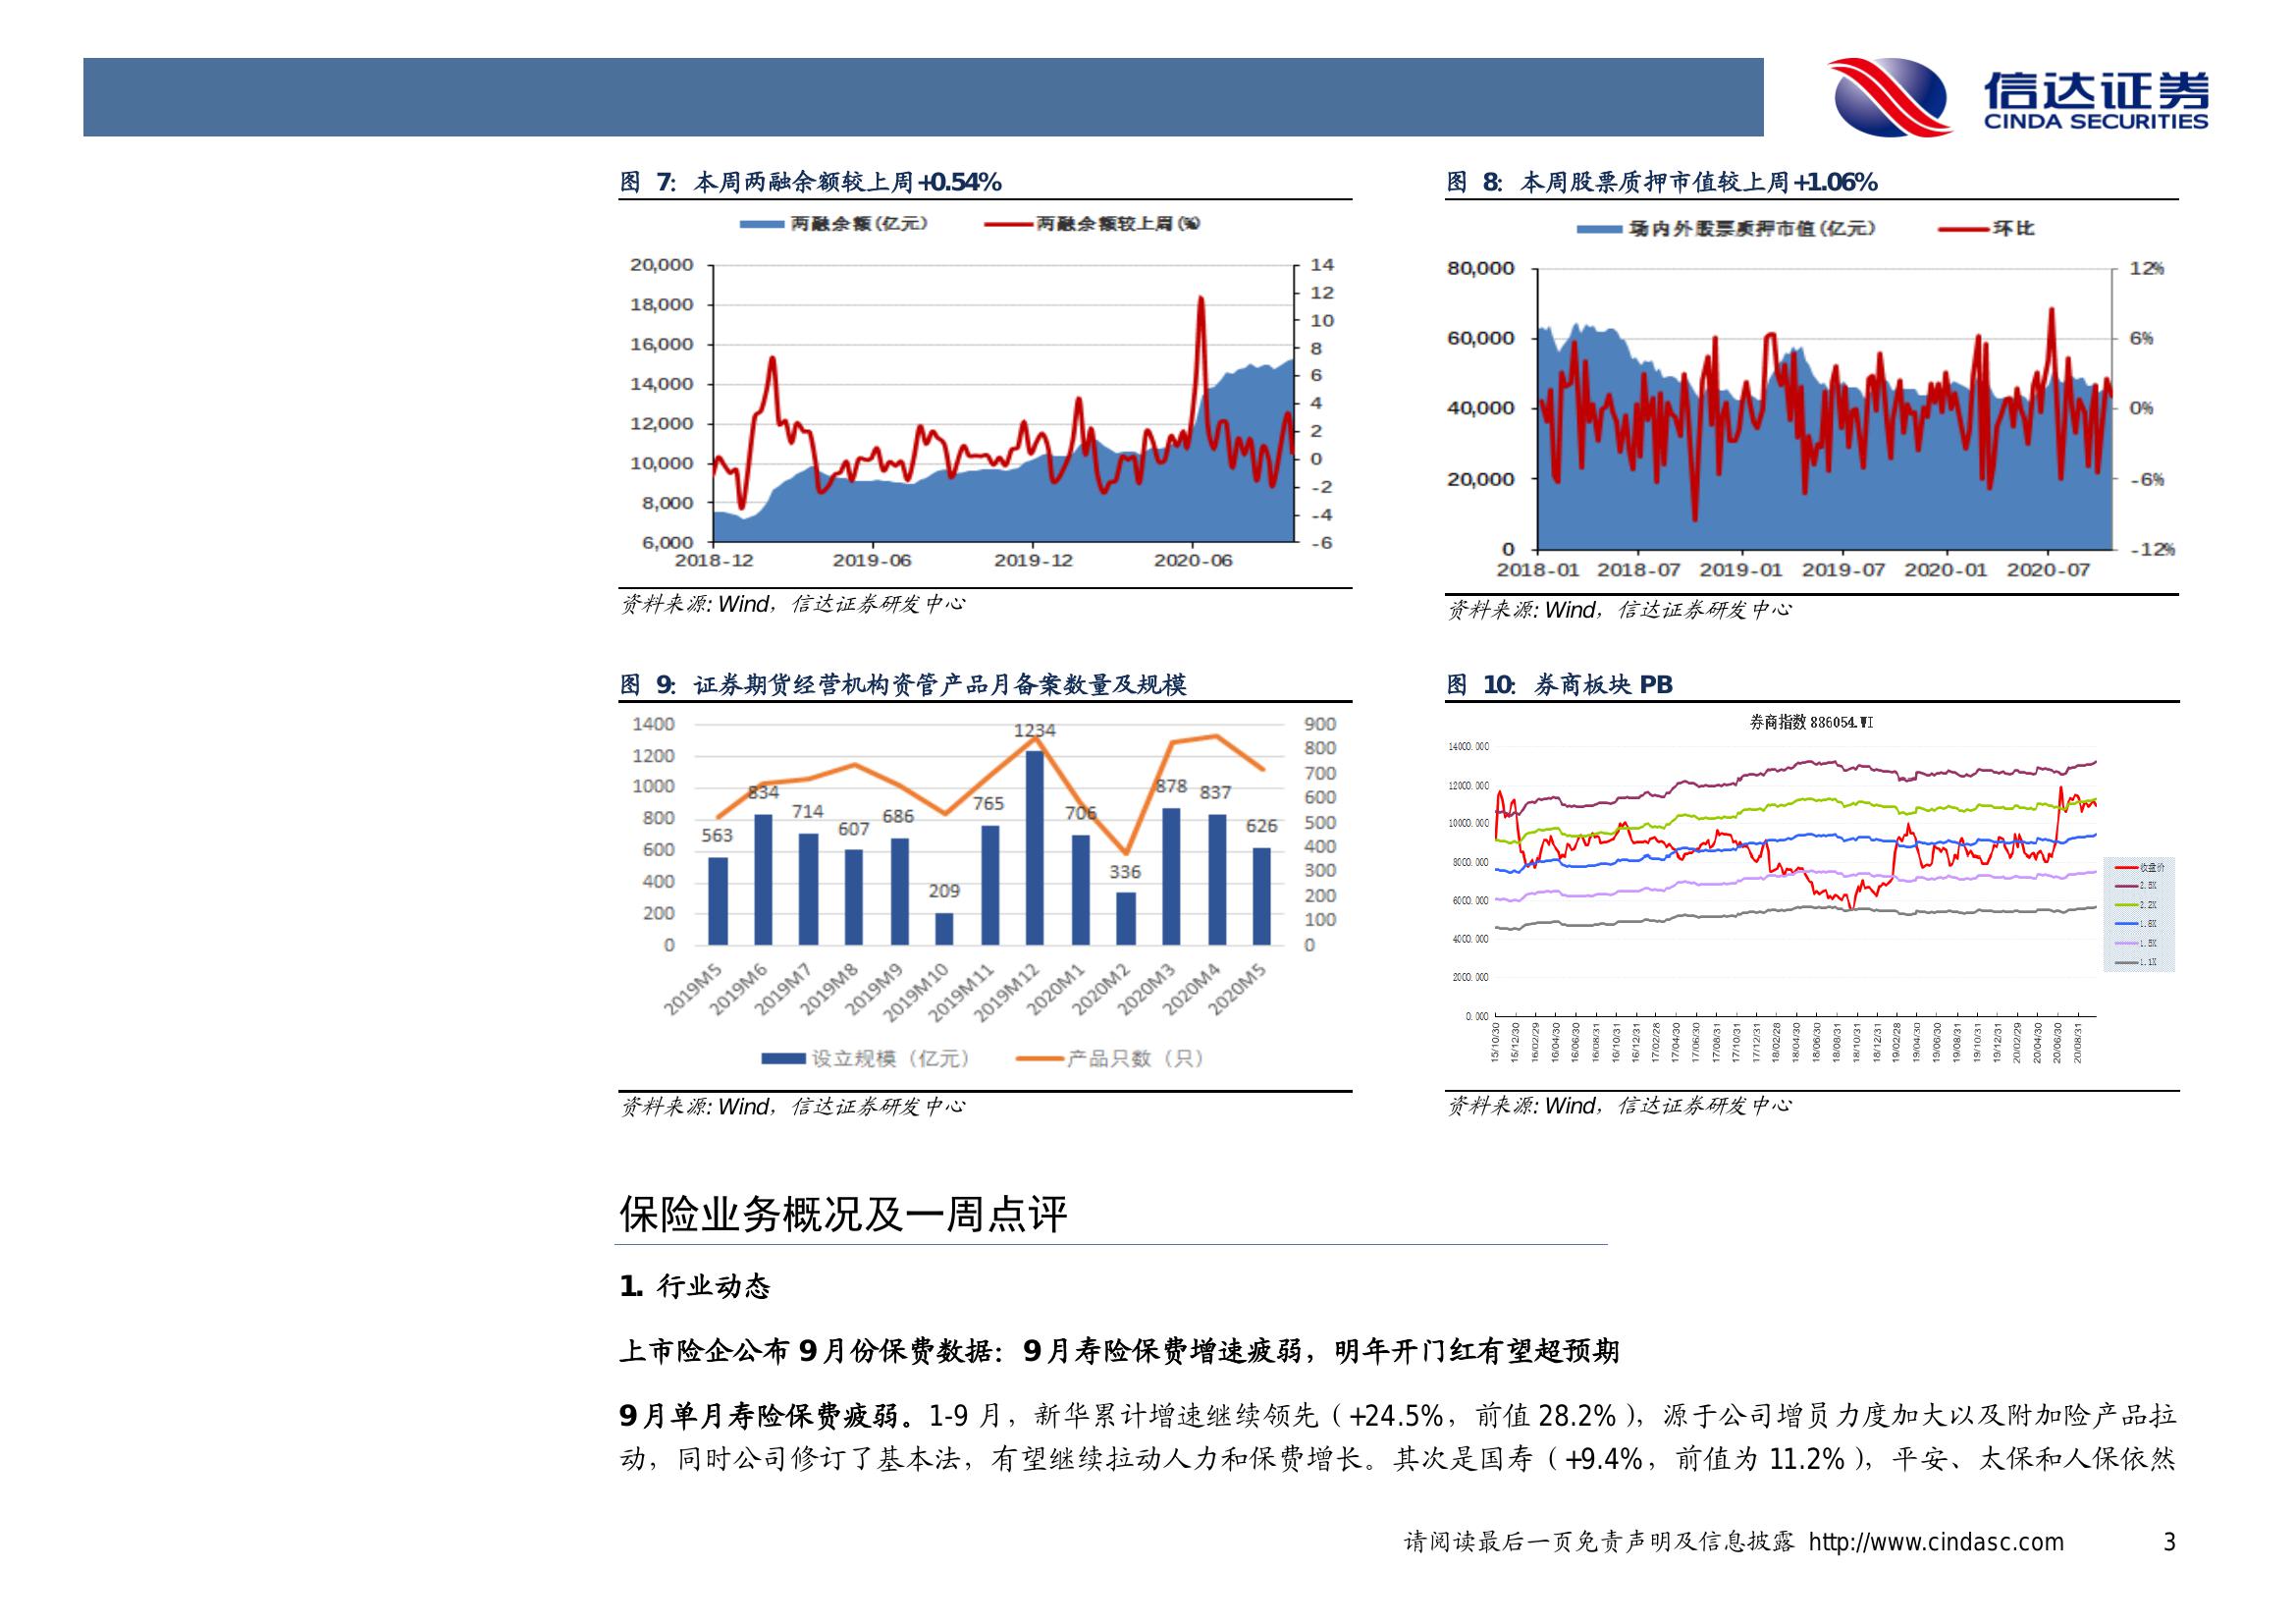 信达证券
CINDA SECURITIES
图 7: 本周两融余额较上周+0.54%
两融余额(亿元) 两融余额较上周(%)
20,000
18,000
16,000
14,000
12,000
10,000
8,000
6,000
14
12
10
8
6
4
2
0
-2
-4
-6
2018-12 2019-06 2019-12 2020-06
资料来源: Wind，信达证券研发中心
图 8: 本周股票质押市值较上周+1.06%
场内外股票质押市值(亿元) 环比
80,000
60,000
40,000
20,000
0
12%
6%
0%
-6%
-12%
2018-01 2018-07 2019-01 2019-07 2020-01 2020-07
资料来源: Wind，信达证券研发中心
图 9: 证券期货经营机构资管产品月备案数量及规模
1400
1200
1000
800
600
400
200
0
900
800
700
600
500
400
300
200
100
0
563 834 714 607 686 209 765 1234 706 336 878 837 626
2019M5 2019M6 2019M7 2019M8 2019M9 2019M10 2019M11 2019M12 2020M1 2020M2 2020M3 2020M4 2020M5
设立规模（亿元） 产品只数（只）
资料来源: Wind，信达证券研发中心
图 10: 券商板块 PB
券商指数 886054.WI
14000.000
12000.000
10000.000
8000.000
6000.000
4000.000
2000.000
0.000
收盘价
2.2X
1.1X
15/10/30 15/12/30 16/02/29 16/04/30 16/06/30 16/08/31 16/10/31 16/12/31 17/02/28 17/04/30 17/06/30 17/08/31 17/10/31 17/12/31 18/02/28 18/04/30 18/06/30 18/08/31 18/10/31 18/12/31 19/02/28 19/04/30 19/06/30 19/08/31 19/10/31 19/12/31 20/02/29 20/04/30 20/06/30 20/08/31
资料来源: Wind，信达证券研发中心
保险业务概况及一周点评
1. 行业动态
上市险企公布 9 月份保费数据：9 月寿险保费增速疲弱，明年开门红有望超预期
9 月单月寿险保费疲弱。1-9 月，新华累计增速继续领先（+24.5%，前值 28.2%），源于公司增员力度加大以及附加险产品拉
动，同时公司修订了基本法，有望继续拉动人力和保费增长。其次是国寿（+9.4%，前值为 11.2%），平安、太保和人保依然
请阅读最后一页免责声明及信息披露 http://www.cindasc.com 3